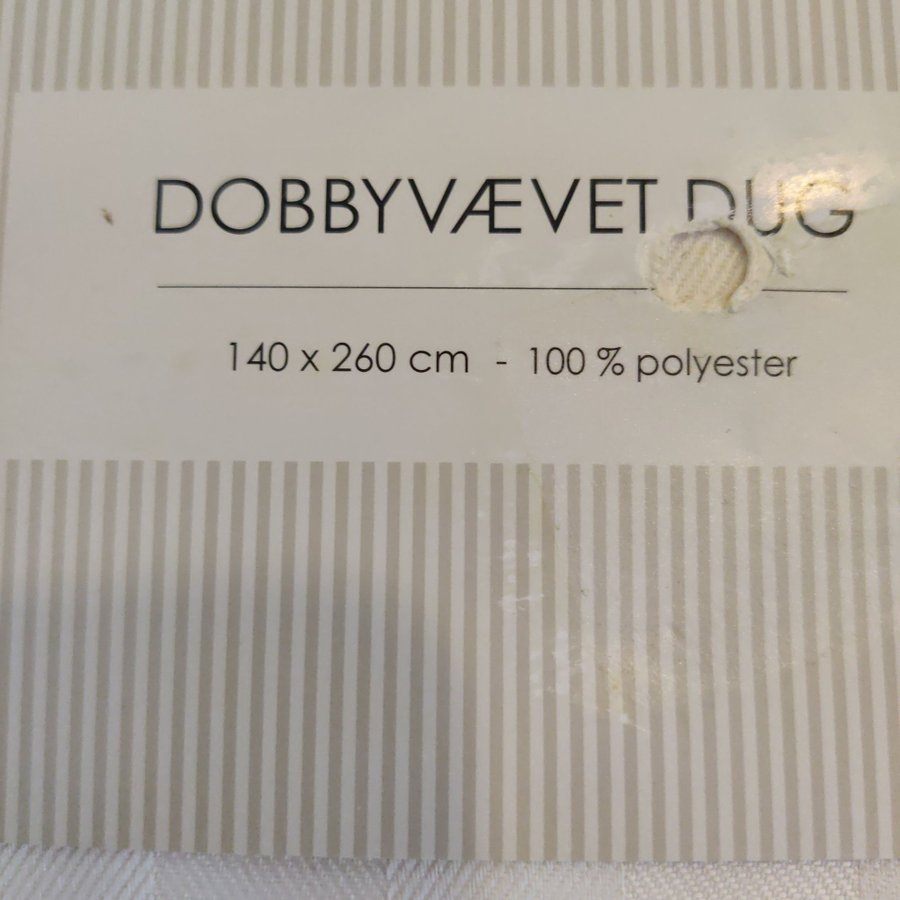 DOBBYVÆVET DUG
140 x 260 cm - 100 % polyester